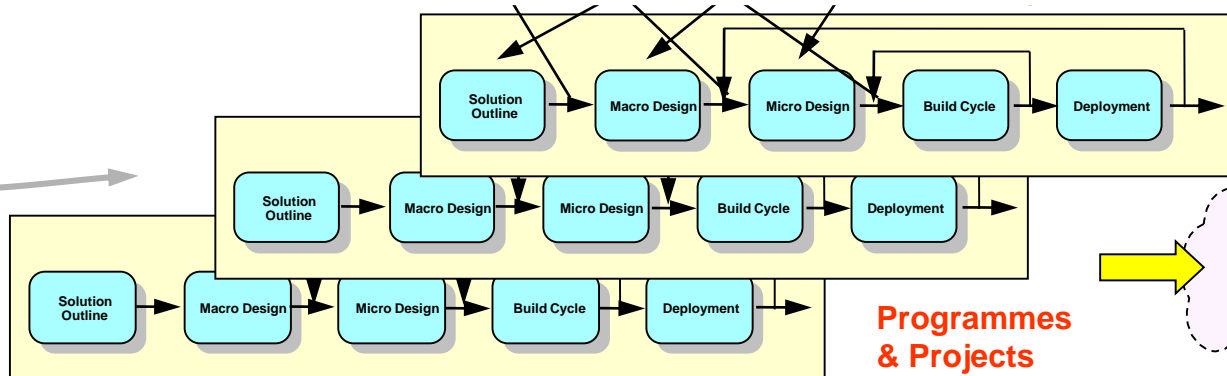 Solution
Outline
Macro Design
Micro Design
Build Cycle
Deployment
Solution
Outline
Macro Design
Micro Design
Build Cycle
Deployment
Solution
Outline
Macro Design
Micro Design
Build Cycle
Deployment
Programmes
& Projects